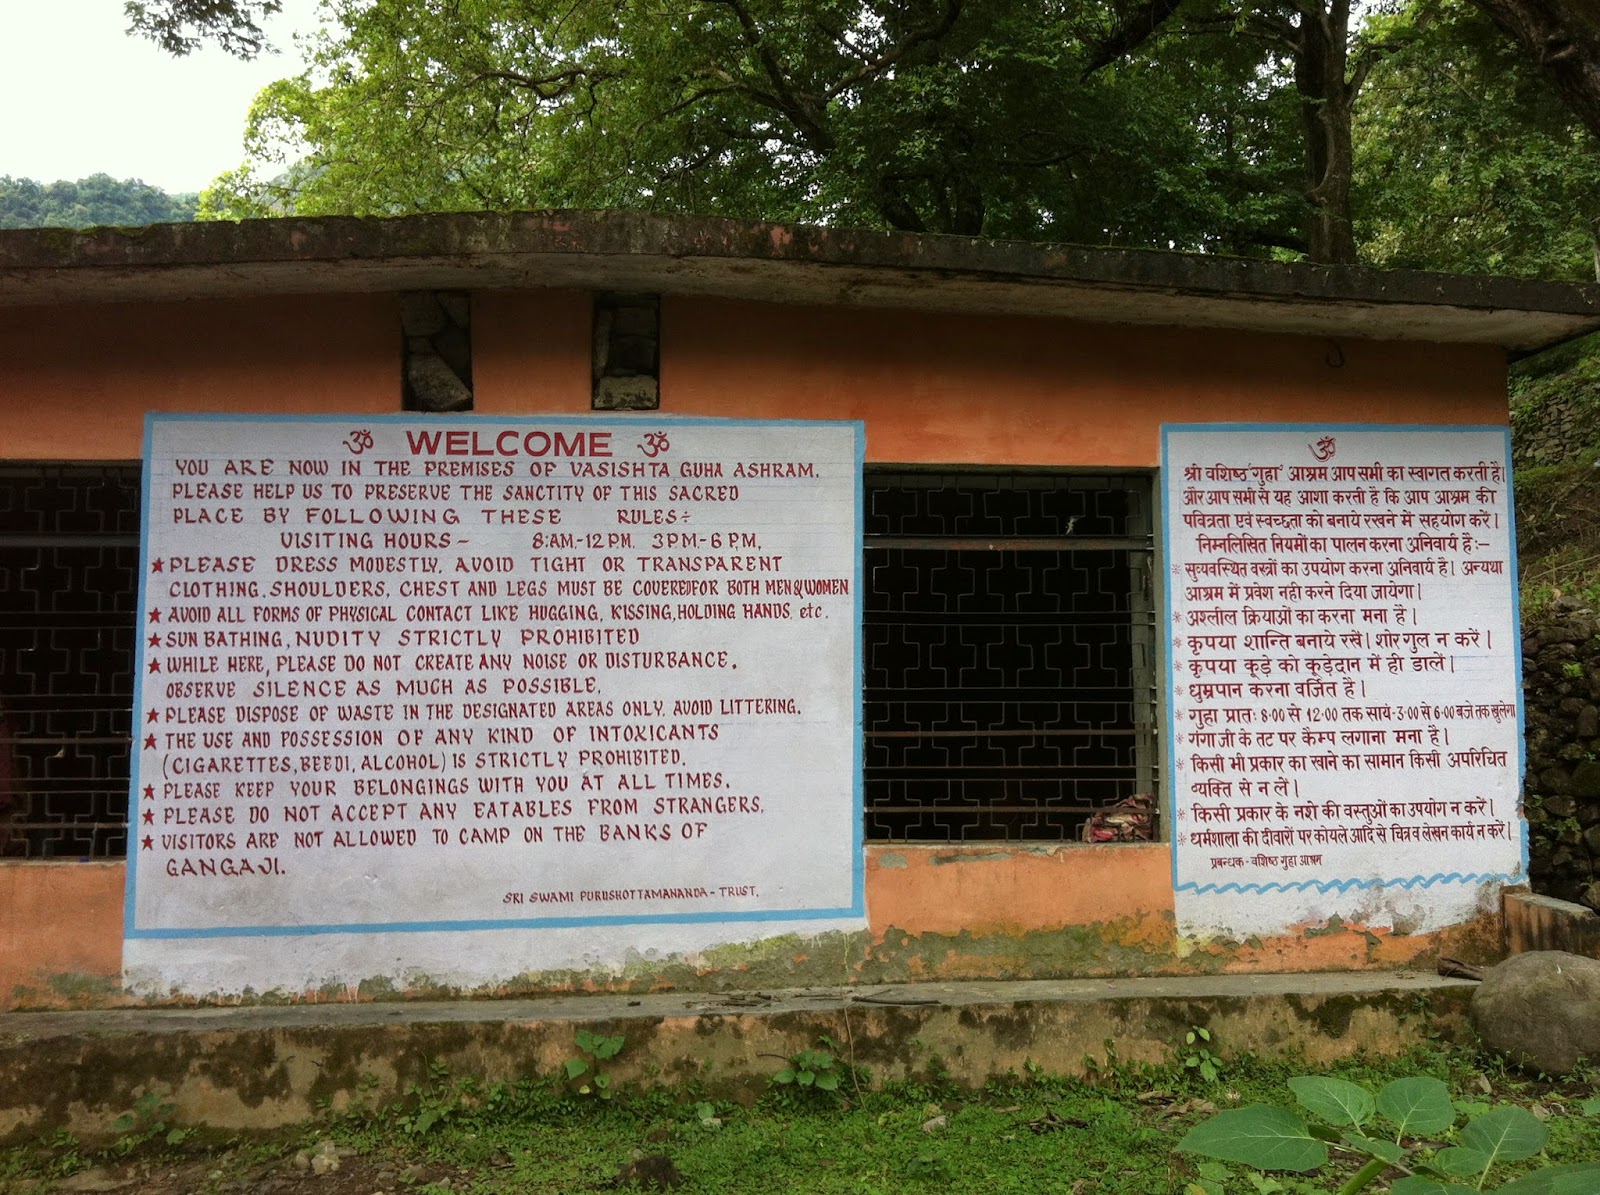 ॐ WELCOME ॐ
YOU ARE NOW IN THE PREMISES OF VASISHTA GUHA ASHRAM.
PLEASE HELP US TO PRESERVE THE SANCTITY OF THIS SACRED
PLACE BY FOLLOWING THESE RULES÷
VISITING HOURS – 8:AM.-12 P.M. 3 P.M.- 6 P.M.
★ PLEASE DRESS MODESTLY. AVOID TIGHT OR TRANSPARENT
CLOTHING. SHOULDERS, CHEST AND LEGS MUST BE COVEREDFOR BOTH MEN & WOMEN
★ AVOID ALL FORMS OF PHYSICAL CONTACT LIKE HUGGING, KISSING, HOLDING HANDS, etc.
★ SUN BATHING, NUDITY STRICTLY PROHIBITED
★ WHILE HERE, PLEASE DO NOT CREATE ANY NOISE OR DISTURBANCE.
OBSERVE SILENCE AS MUCH AS POSSIBLE.
★ PLEASE DISPOSE OF WASTE IN THE DESIGNATED AREAS ONLY. AVOID LITTERING.
★ THE USE AND POSSESSION OF ANY KIND OF INTOXICANTS
(CIGARETTES, BEEDI, ALCOHOL) IS STRICTLY PROHIBITED.
★ PLEASE KEEP YOUR BELONGINGS WITH YOU AT ALL TIMES.
★ PLEASE DO NOT ACCEPT ANY EATABLES FROM STRANGERS.
★ VISITORS ARE NOT ALLOWED TO CAMP ON THE BANKS OF
GANGAJI.
SRI SWAMI PURUSHOTTAMANANDA – TRUST.
ॐ
श्री वशिष्ठ "गुहा" आश्रम आप सभी का स्वागत करती है।
और आप सभी से यह आशा करती है कि आप आश्रम की
पवित्रता एवं स्वच्छता को बनाये रखने में सहयोग करें।
निम्नलिखित नियमों का पालन करना अनिवार्य है:–
* सुव्यवस्थित वस्त्रों का उपयोग करना अनिवार्य है। अन्यथा
आश्रम में प्रवेश नही करने दिया जायेगा।
* अश्लील क्रियाओं का करना मना है।
* कृपया शान्ति बनाये रखें। शोर गुल न करें।
* कृपया कूड़े को कूड़ेदान में ही डालें।
* धुम्रपान करना वर्जित है।
* गुहा प्रातः 8.00 से 12.00 तक सायं-3.00 से 6.00 बजे तक खुलेगा
* गंगा जी के तट पर कैम्प लगाना मना है।
* किसी भी प्रकार का खाने का सामान किसी अपरिचित
व्यक्ति से न लें।
* किसी प्रकार के नशे की वस्तुओं का उपयोग न करें।
* धर्मशाला की दीवारों पर कोयले आदि से चित्र व लेखन कार्य न करें।
प्रबन्धक - वशिष्ठ गुहा आश्रम